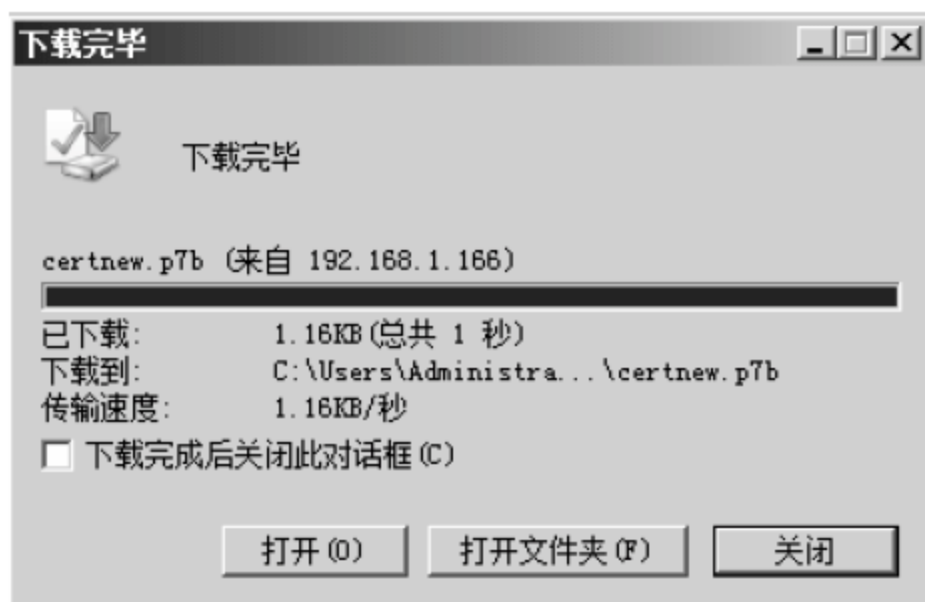 下载完毕
下载完毕
certnew.p7b (来自 192.168.1.166)
已下载: 1.16KB(总共 1 秒)
下载到: C:\Users\Administra...\certnew.p7b
传输速度: 1.16KB/秒
下载完成后关闭此对话框(C)
打开(O) 打开文件夹(F) 关闭